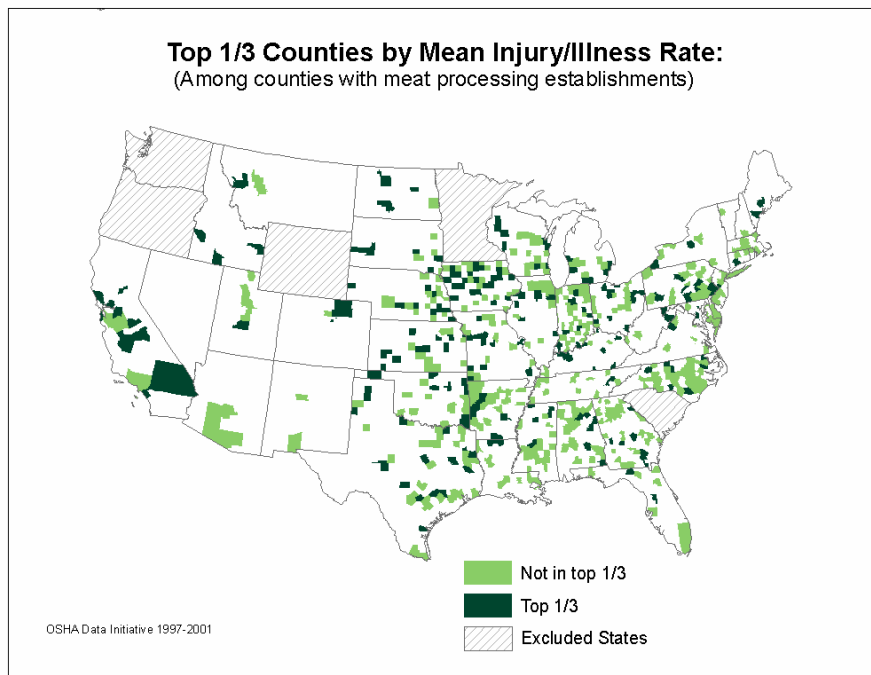 Top 1/3 Counties by Mean Injury/Illness Rate:
(Among counties with meat processing establishments)
Not in top 1/3
Top 1/3
OSHA Data Initiative 1997-2001
Excluded States